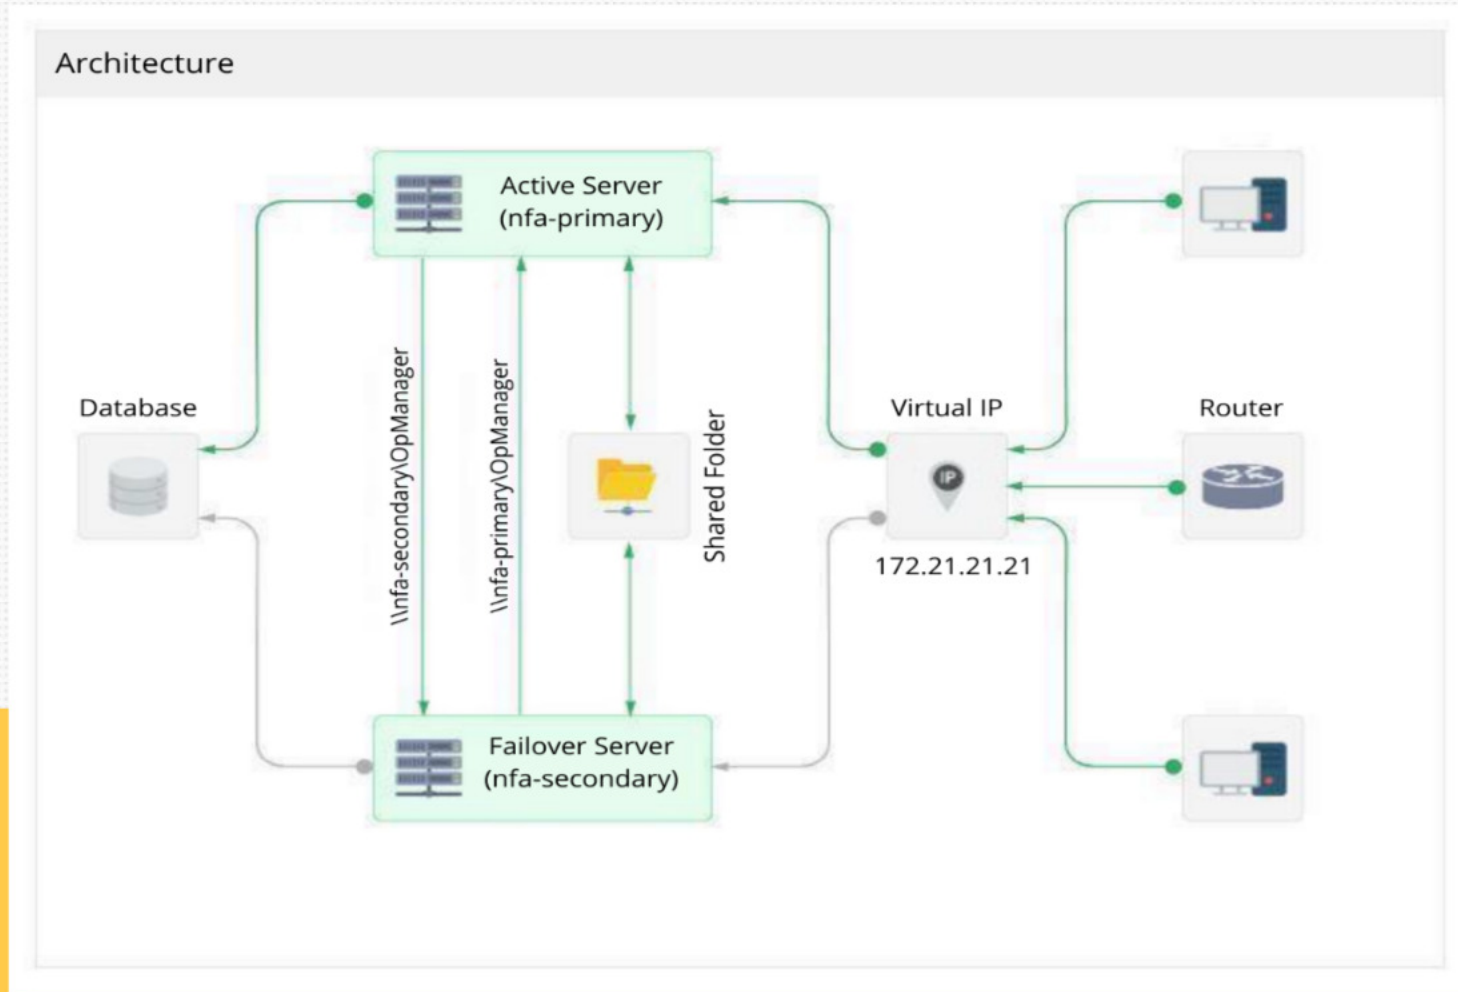 Architecture
Active Server
(nfa-primary)
Database
\\nfa-secondary\OpManager
\\nfa-primary\OpManager
Shared Folder
Virtual IP
IP
172.21.21.21
Router
Failover Server
(nfa-secondary)